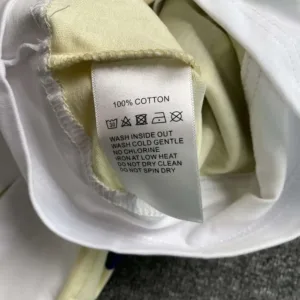 100% COTTON
WASH INSIDE OUT
WASH COLD GENTLE
NO CHLORINE
IRON AT LOW HEAT
DO NOT DRY CLEAN
DO NOT SPIN DRY